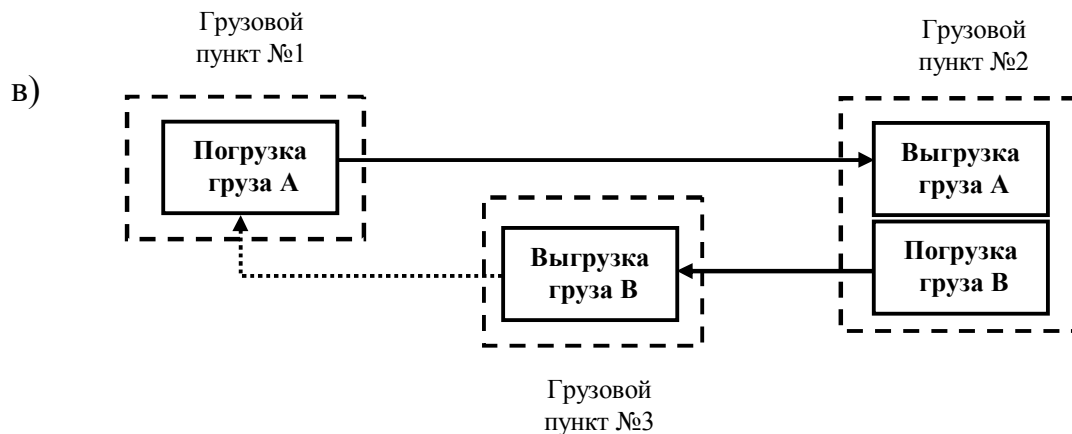 Грузовой
пункт №1
Грузовой
пункт №2
в)
Погрузка
груза А
Выгрузка
груза А
Выгрузка
груза В
Погрузка
груза В
Грузовой
пункт №3